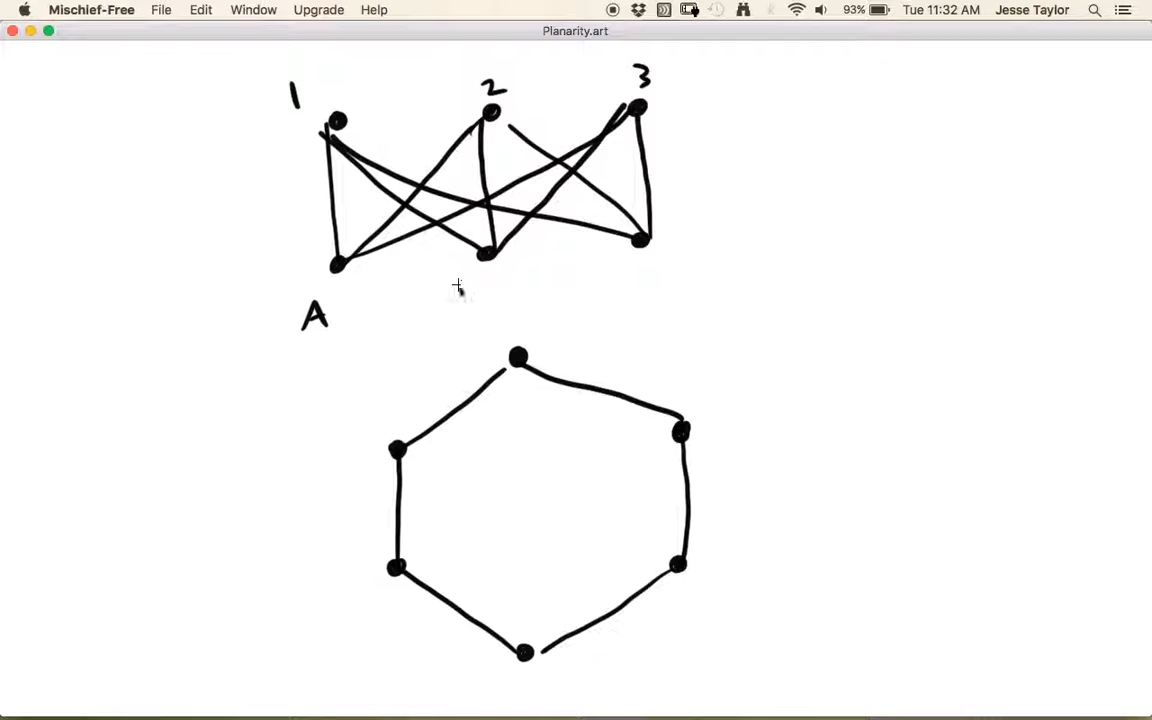 Mischief-Free File Edit Window Upgrade Help 93% Tue 11:32 AM Jesse Taylor
Planarity.art
1 2 3
A